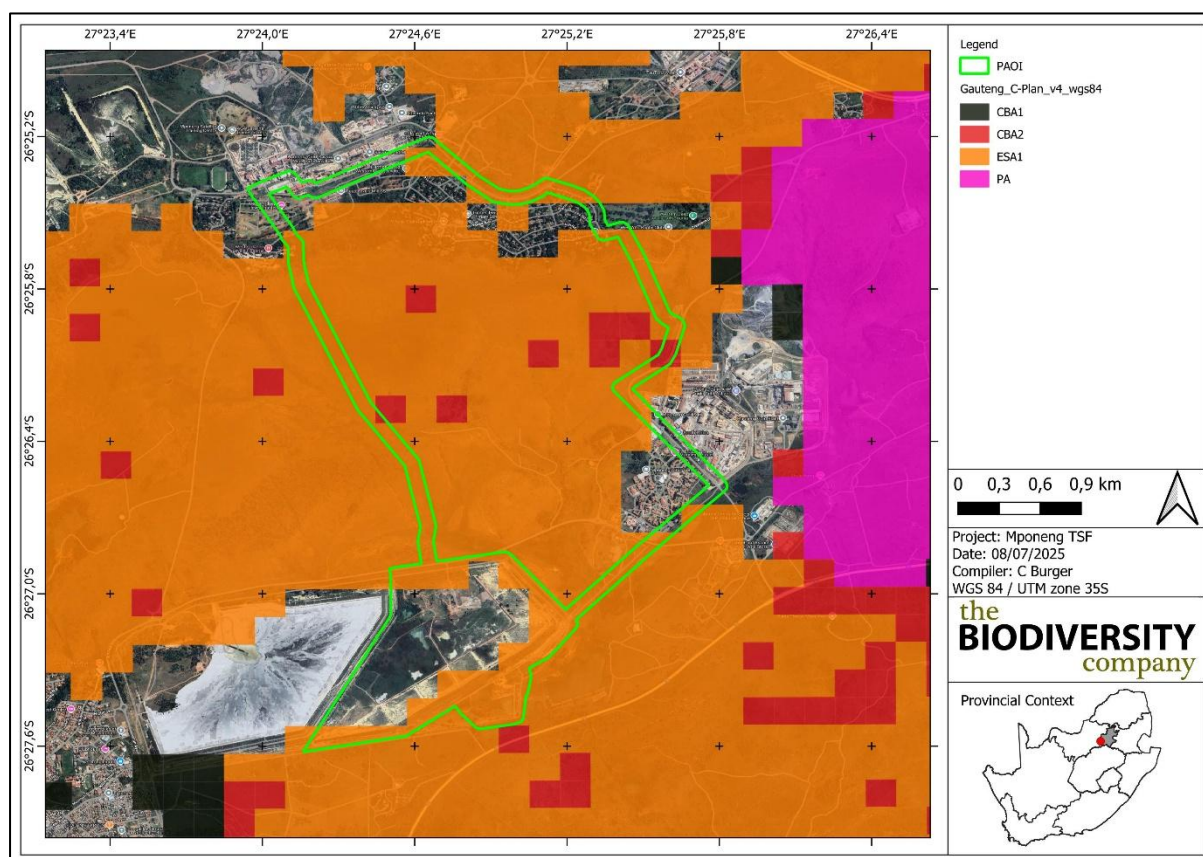 27°23,4'E 27°24,0'E 27°24,6'E 27°25,2'E 27°25,8'E 27°26,4'E
26°25,2'S
26°25,8'S
26°26,4'S
26°27,0'S
26°27,6'S
Legend
PAOI
Gauteng_C-Plan_v4_wgs84
CBA1
CBA2
ESA1
PA
0 0,3 0,6 0,9 km
Project: Mponeng TSF
Date: 08/07/2025
Compiler: C Burger
WGS 84 / UTM zone 35S
the
BIODIVERSITY
company
Provincial Context